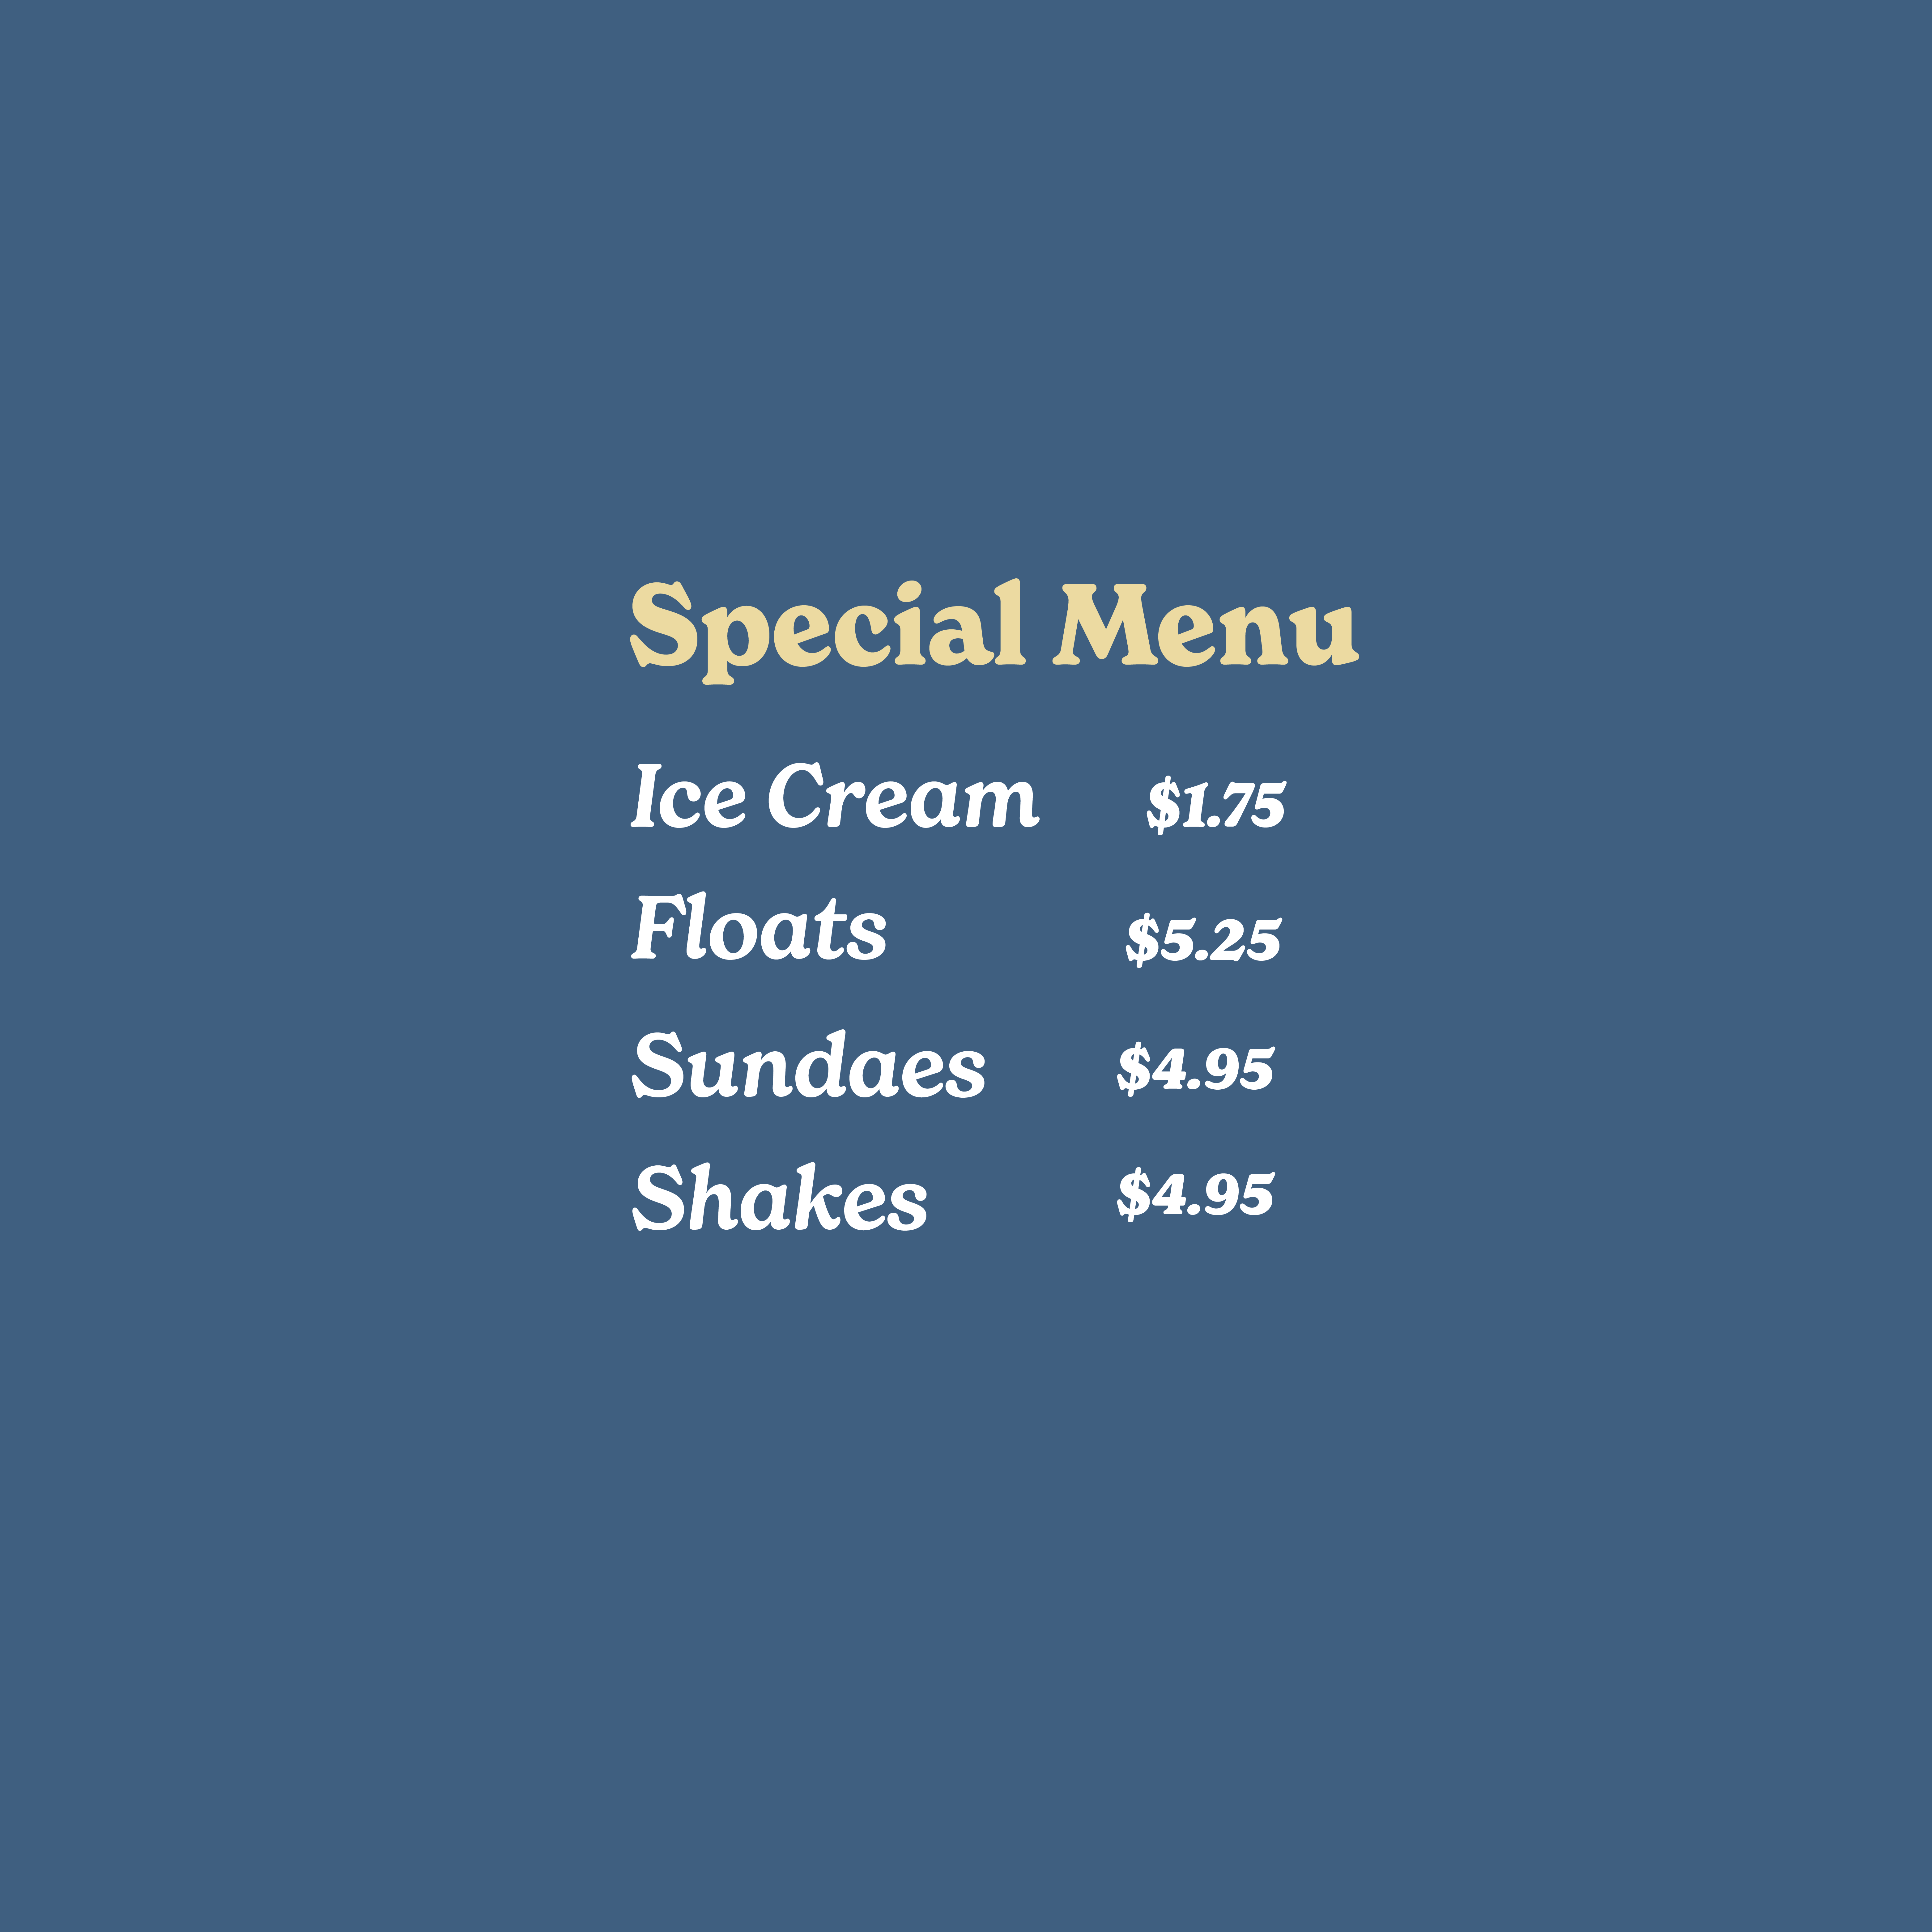 Special Menu
Ice Cream $1.75
Floats $5.25
Sundaes $4.95
Shakes $4.95